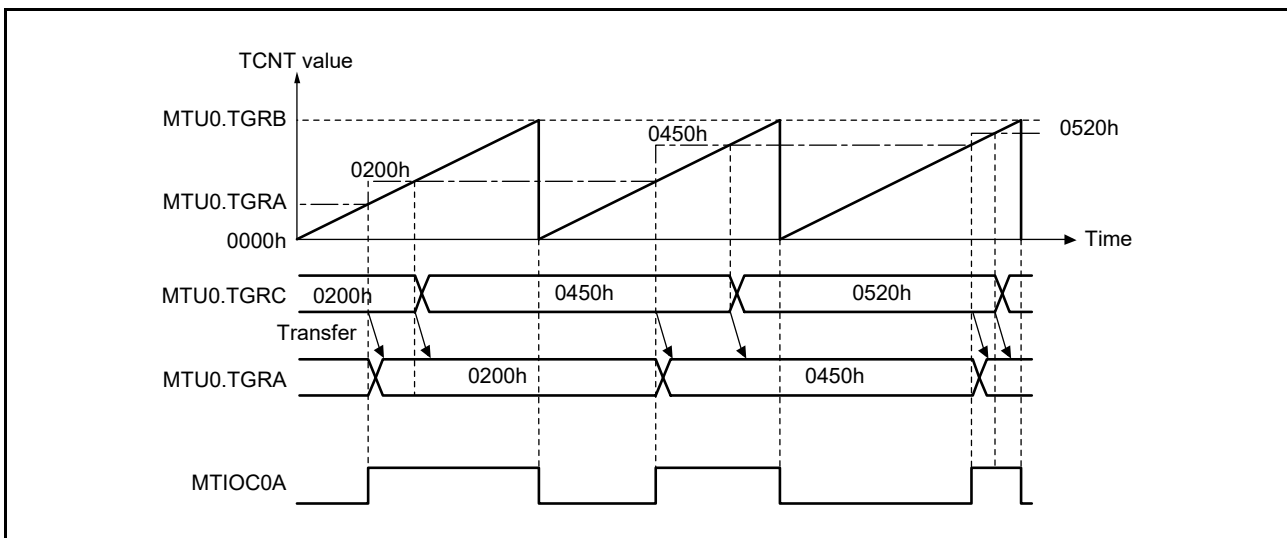 TCNT value
MTU0.TGRB
0450h
0520h
0200h
MTU0.TGRA
0000h
Time
MTU0.TGRC
0200h
0450h
0520h
Transfer
MTU0.TGRA
0200h
0450h
MTIOC0A